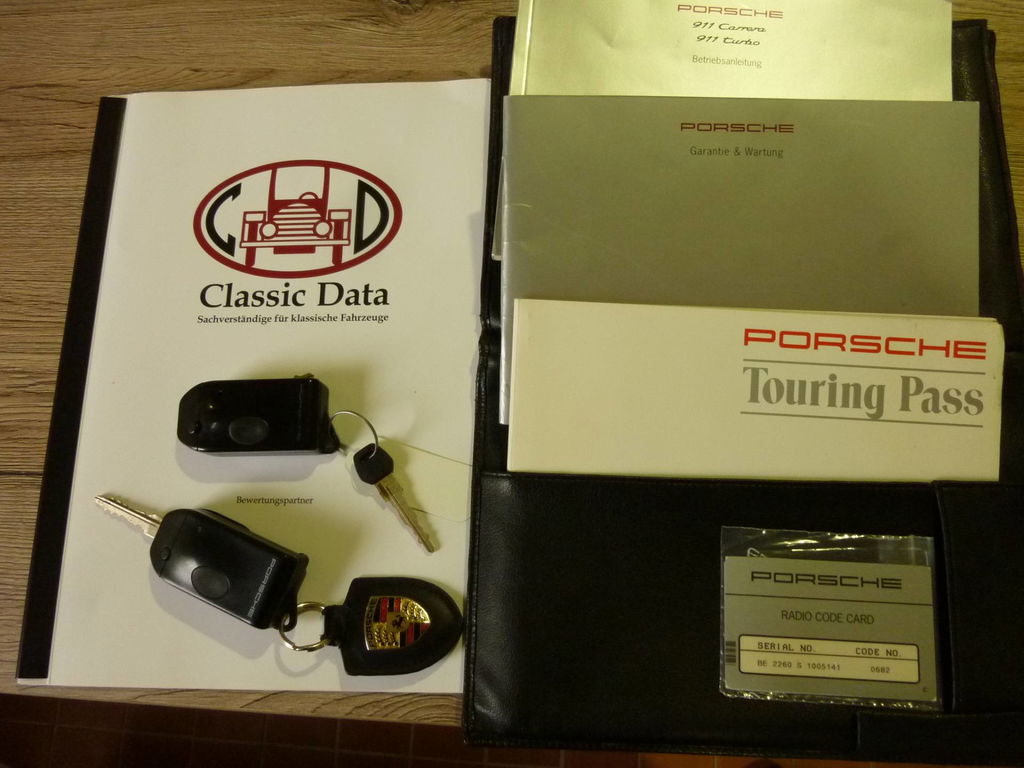 C D
Classic Data
Sachverständige für klassische Fahrzeuge
Bewertungspartner
PORSCHE
PORSCHE
PORSCHE
911 Carrera
911 turbo
Betriebsanleitung
PORSCHE
Garantie & Wartung
PORSCHE
Touring Pass
PORSCHE
RADIO CODE CARD
SERIAL NO. CODE NO.
BE 2260 S 1005141 0682